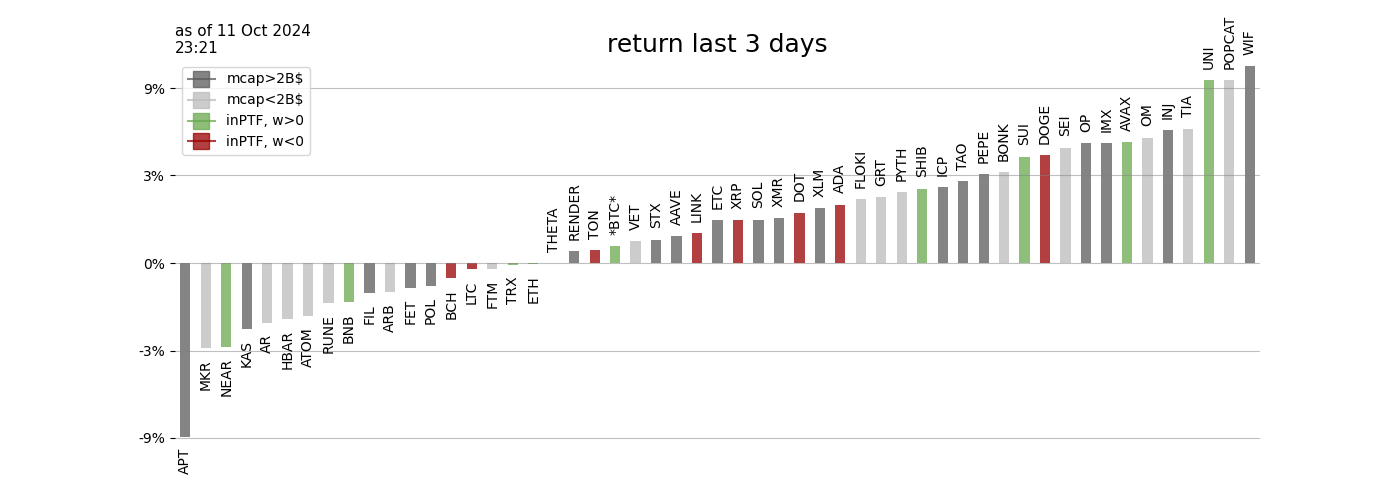 as of 11 Oct 2024
23:21
return last 3 days
mcap>2B$
mcap<2B$
inPTF, w>0
inPTF, w<0
9%
3%
0%
-3%
-9%
APT
MKR
NEAR
KAS
AR
HBAR
ATOM
RUNE
BNB
FIL
ARB
FET
POL
BCH
LTC
FTM
TRX
ETH
THETA
RENDER
TON
*BTC*
VET
STX
AAVE
LINK
ETC
XRP
SOL
XMR
DOT
XLM
ADA
FLOKI
GRT
PYTH
SHIB
ICP
TAO
PEPE
BONK
SUI
DOGE
SEI
OP
IMX
AVAX
OM
INJ
TIA
UNI
POPCAT
WIF